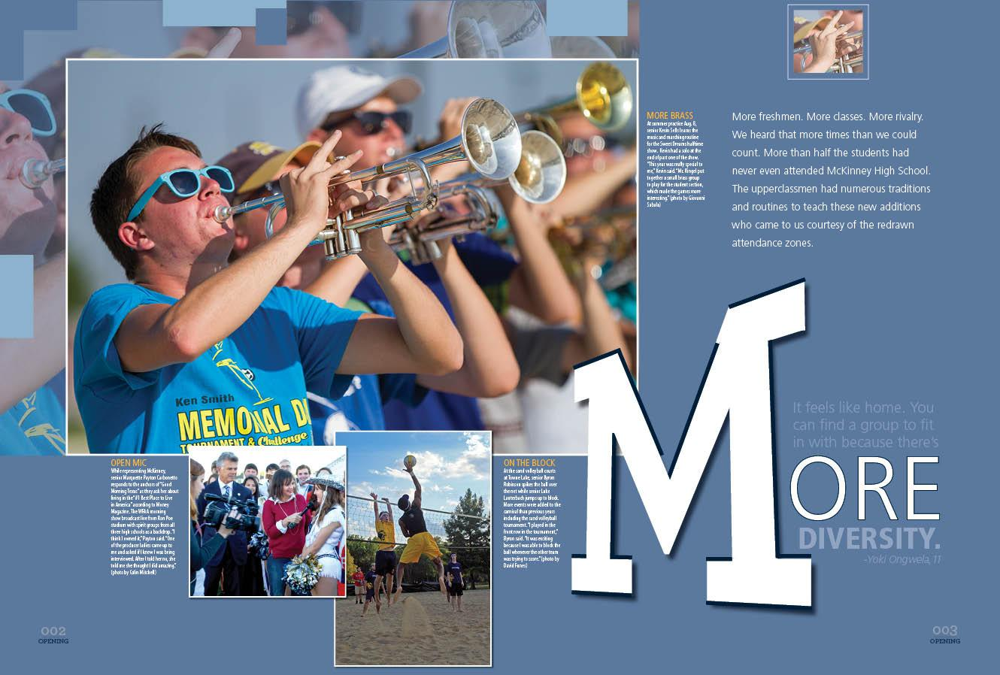 MORE BRASS
At summer practice Aug. 8,
senior Kevin Sells learns the
music and marching routine
for the Sweet Dreams halftime
show. Kevin had a solo at the
end of part one of the show.
"This year was really special to
me," Kevin said. "Mr. Ringel put
together a small brass group
to play for the student section,
which made the games more
interesting." (photo by Giovanni
Sabala)
More freshmen. More classes. More rivalry.
We heard that more times than we could
count. More than half the students had
never even attended McKinney High School.
The upperclassmen had numerous traditions
and routines to teach these new additions
who came to us courtesy of the redrawn
attendance zones.
Ken Smith
MEMORIAL D
TOURNAMENT & Challenge
OPEN MIC
While representing McKinney,
senior Marquette Payton Carbonetto
responds to the anchors of "Good
Morning Texas" as they ask her about
living in the "#1 Best Place to Live
in America" according to Money
Magazine. The WFAA morning
show broadcast live from Ron Poe
stadium with spirit groups from all
three high schools as a backdrop. "I
think I owned it," Payton said. "One
of the producer ladies came up to
me and asked if I knew I was being
interviewed. After I told her no, she
told me she thought I did amazing."
(photo by Colin Mitchell)
ON THE BLOCK
At the sand volleyball courts
at Towne Lake, senior Byron
Robinson spikes the ball over
the net while senior Luke
Lauterbach jumps up to block.
More events were added to the
carnival than previous years
including the sand volleyball
tournament. "I played in the
front row in the tournament,"
Byron said. "It was exciting
because I was able to block the
ball whenever the other team
was trying to score." (photo by
David Funes)
It feels like home. You
can find a group to fit
in with because there's
MORE
DIVERSITY.
-Yoki Ongwela, 11
002
OPENING
003
OPENING